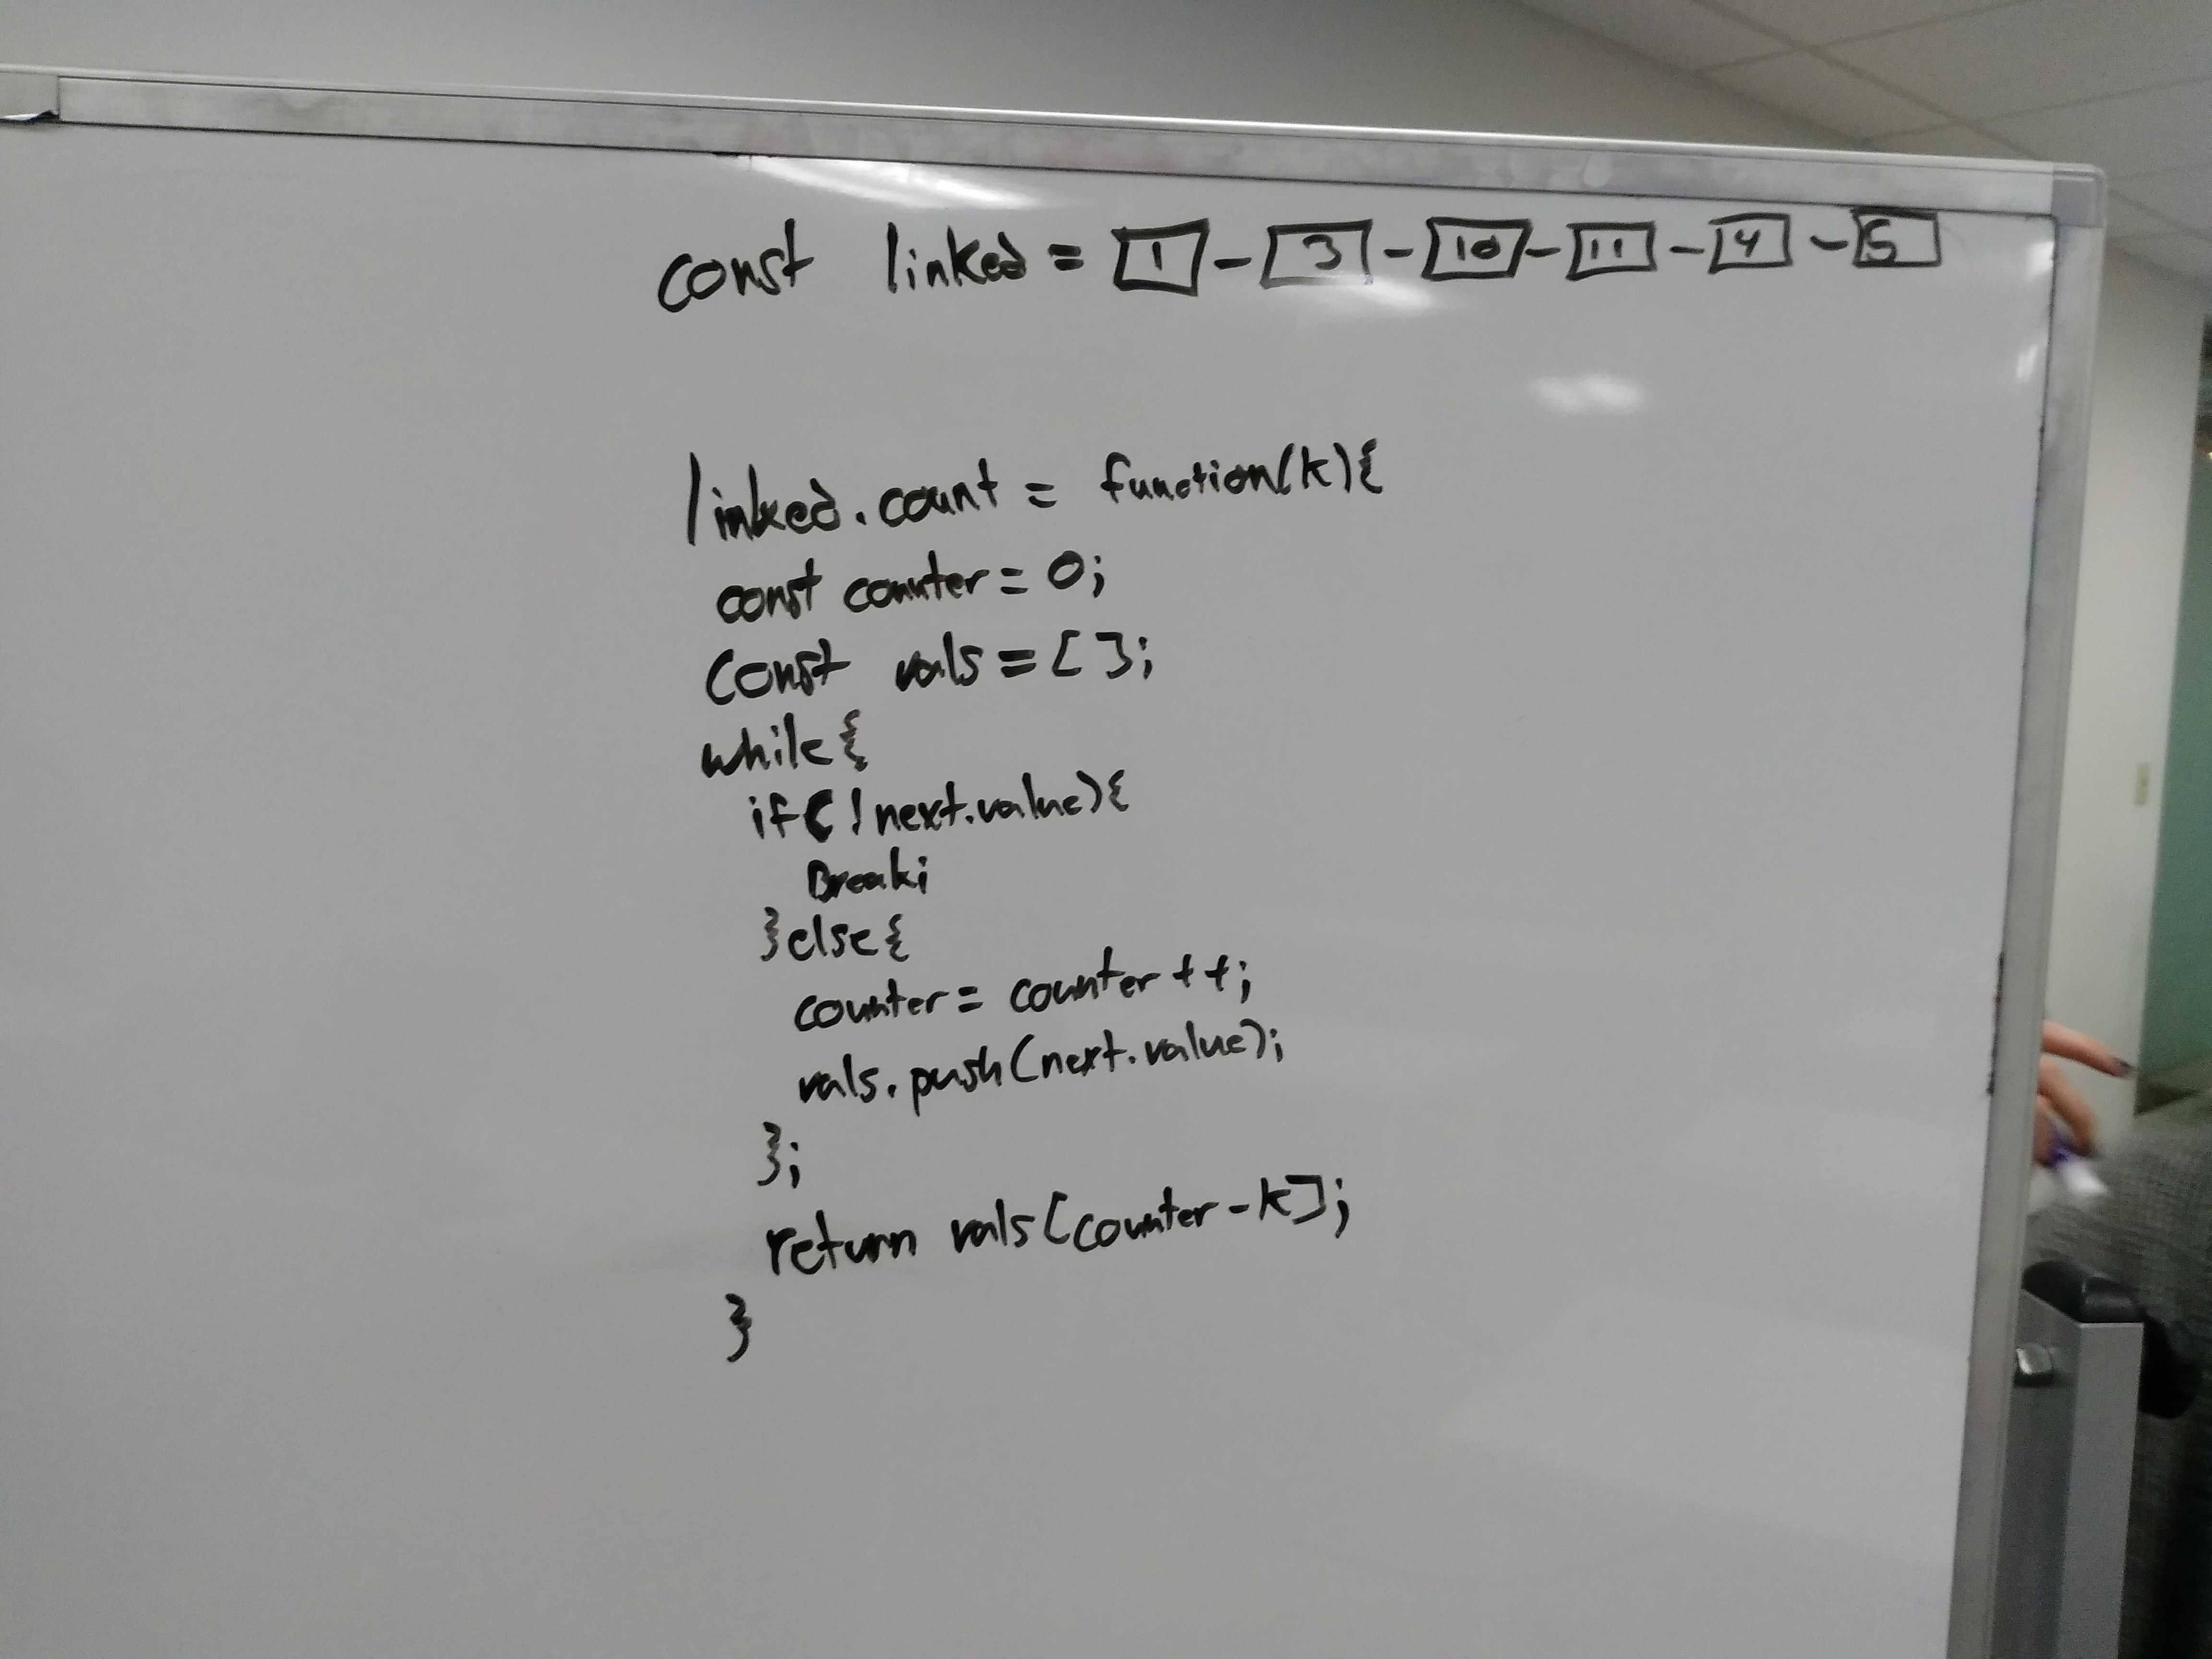 const linked = 1 - 3 - 10 - 11 - 4 - 5
linked.count = function(k){
const counter = 0;
const vals = [];
while{
if(!next.value){
Break;
}else{
counter = counter++;
vals.push(next.value);
};
return vals[counter-k];
}